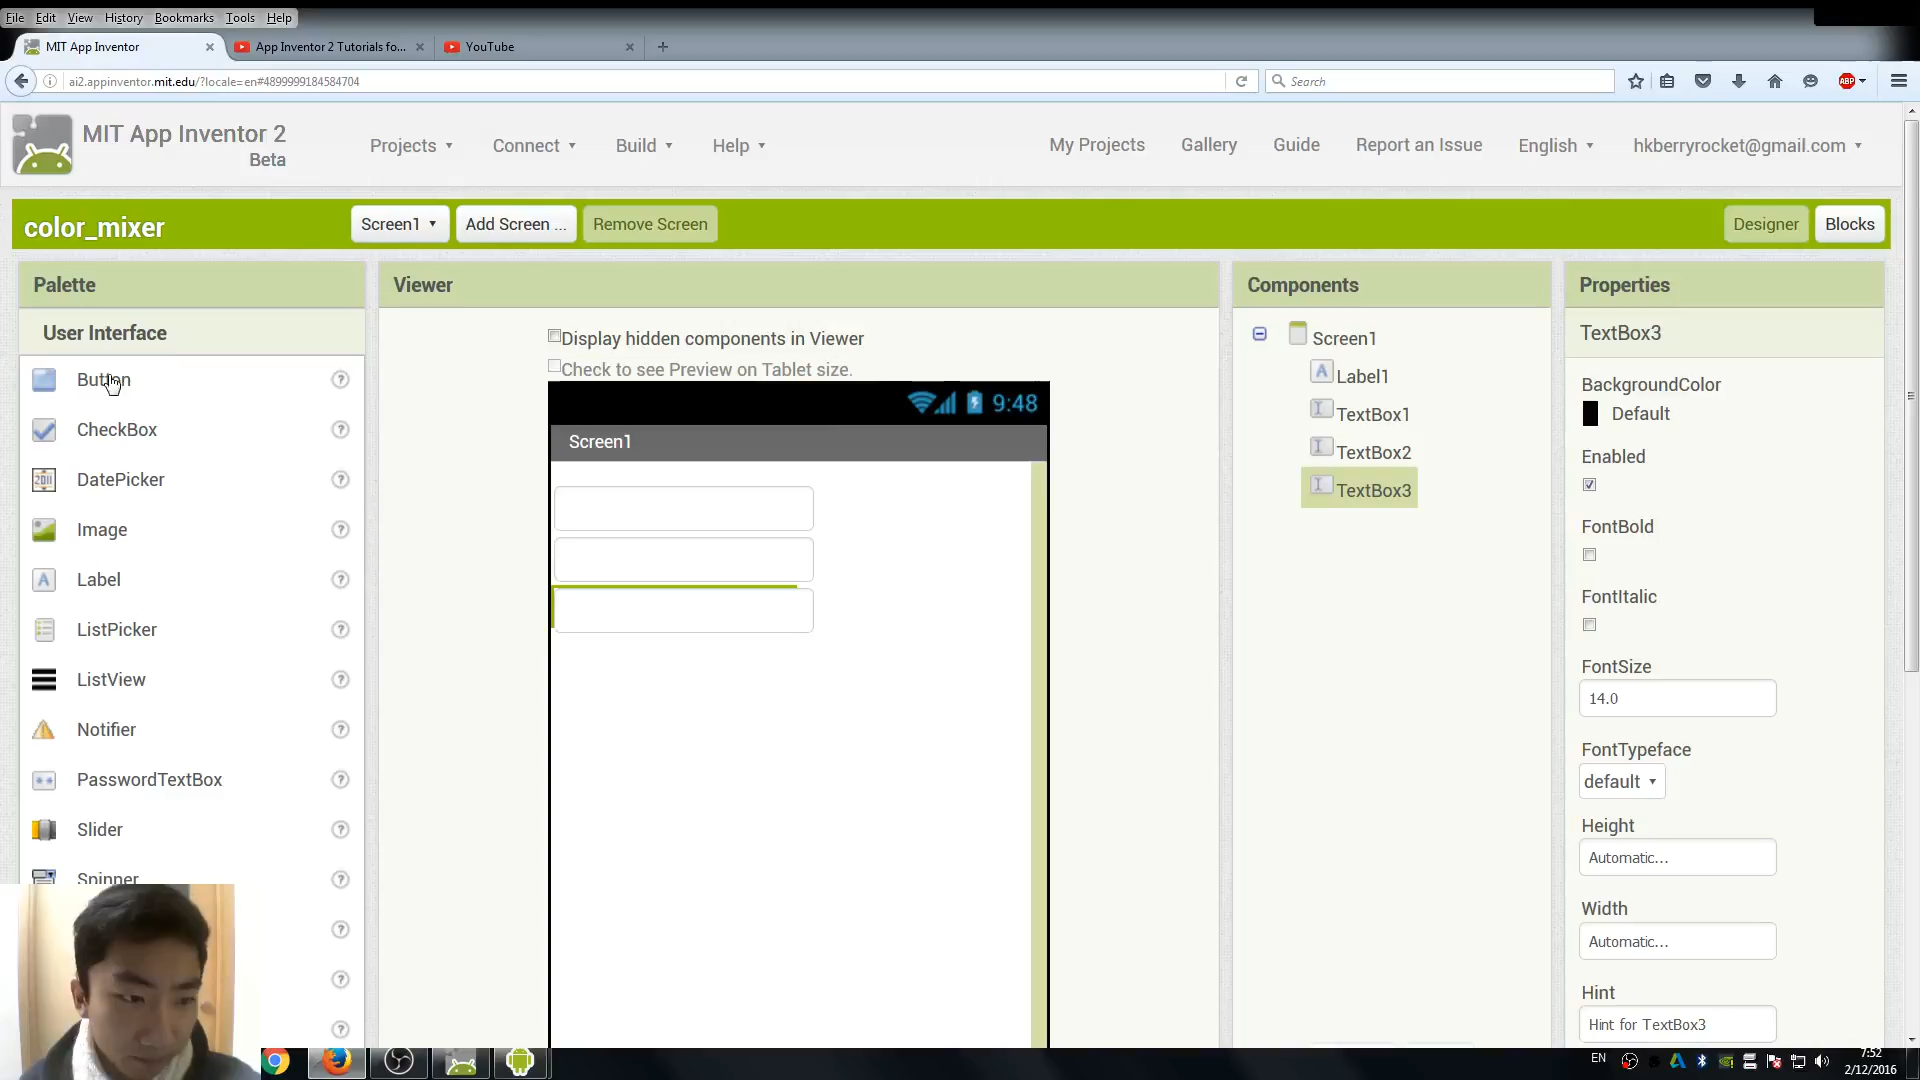 File Edit View History Bookmarks Tools Help
MIT App Inventor
App Inventor 2 Tutorials fo...
YouTube
ai2.appinventor.mit.edu/?locale=en#4899999184584704
Search
ABP
MIT App Inventor 2
Beta
Projects Connect Build Help
My Projects Gallery Guide Report an Issue English hkberryrocket@gmail.com
color_mixer
Screen1 Add Screen ... Remove Screen
Designer Blocks
Palette
User Interface
Button
CheckBox
DatePicker
Image
Label
ListPicker
ListView
Notifier
PasswordTextBox
Slider
Spinner
Viewer
Display hidden components in Viewer
Check to see Preview on Tablet size.
9:48
Screen1
Components
Screen1
Label1
TextBox1
TextBox2
TextBox3
Properties
TextBox3
BackgroundColor
Default
Enabled
FontBold
FontItalic
FontSize
14.0
FontTypeface
default
Height
Automatic...
Width
Automatic...
Hint
Hint for TextBox3
EN
7:52
2/12/2016